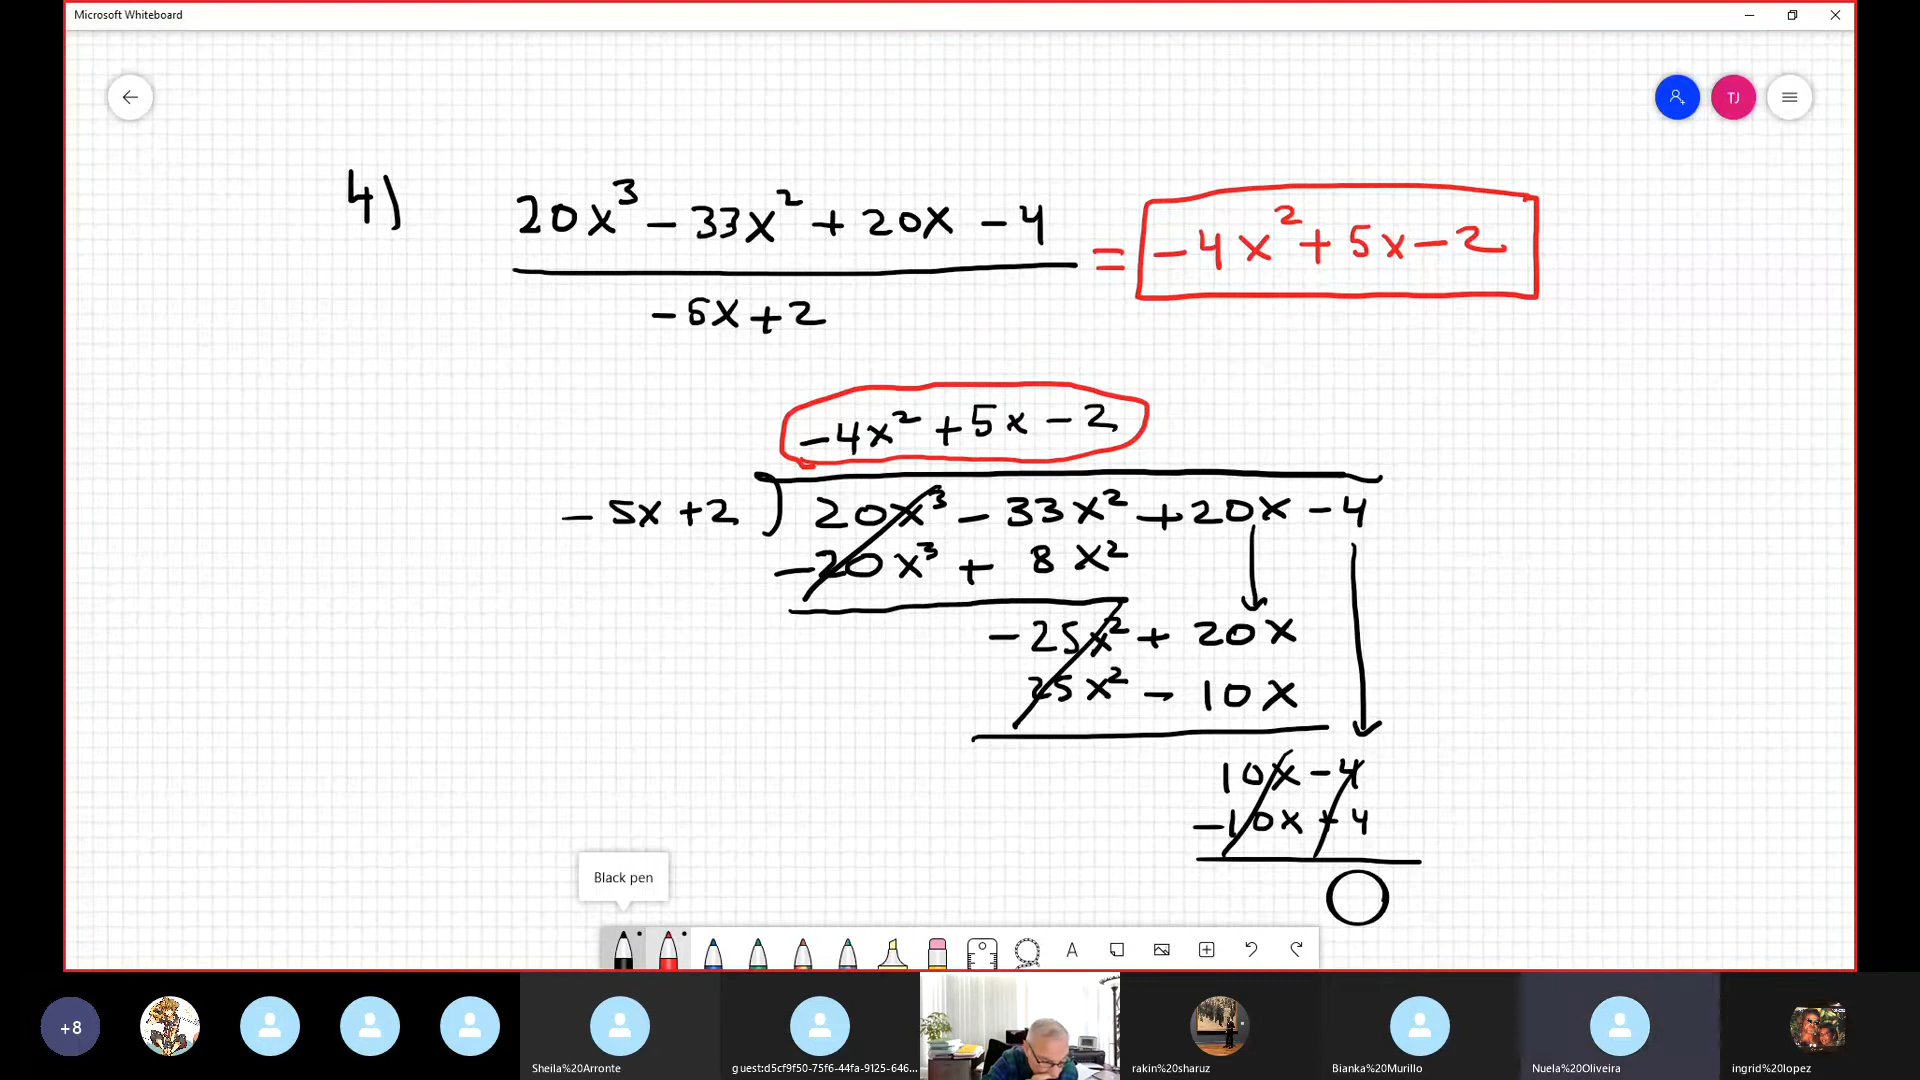 Microsoft Whiteboard
TJ
4) 20x³ - 33x² + 20x - 4 = -4x² + 5x - 2
-5x + 2
-4x² + 5x - 2
-5x + 2 ) 20x³ - 33x² + 20x - 4
-20x³ + 8x²
-25x² + 20x
25x² - 10x
10x - 4
-10x + 4
0
Black pen
A
+8
Sheila%20Arronte
guest:d5cf9f50-75f6-44fa-9125-646...
rakin%20sharuz
Bianka%20Murillo
Nuela%20Oliveira
ingrid%20lopez